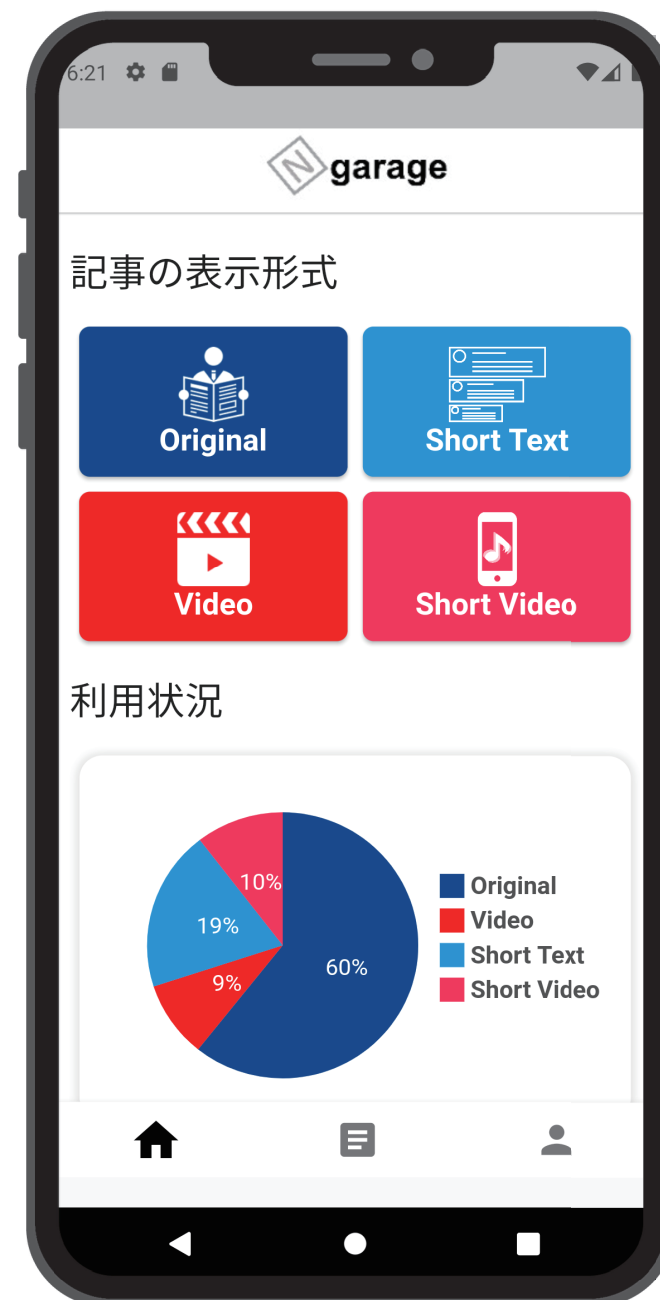 6:21
N garage
記事の表示形式
Original
Short Text
Video
Short Video
利用状況
10%
19%
60%
9%
Original
Video
Short Text
Short Video